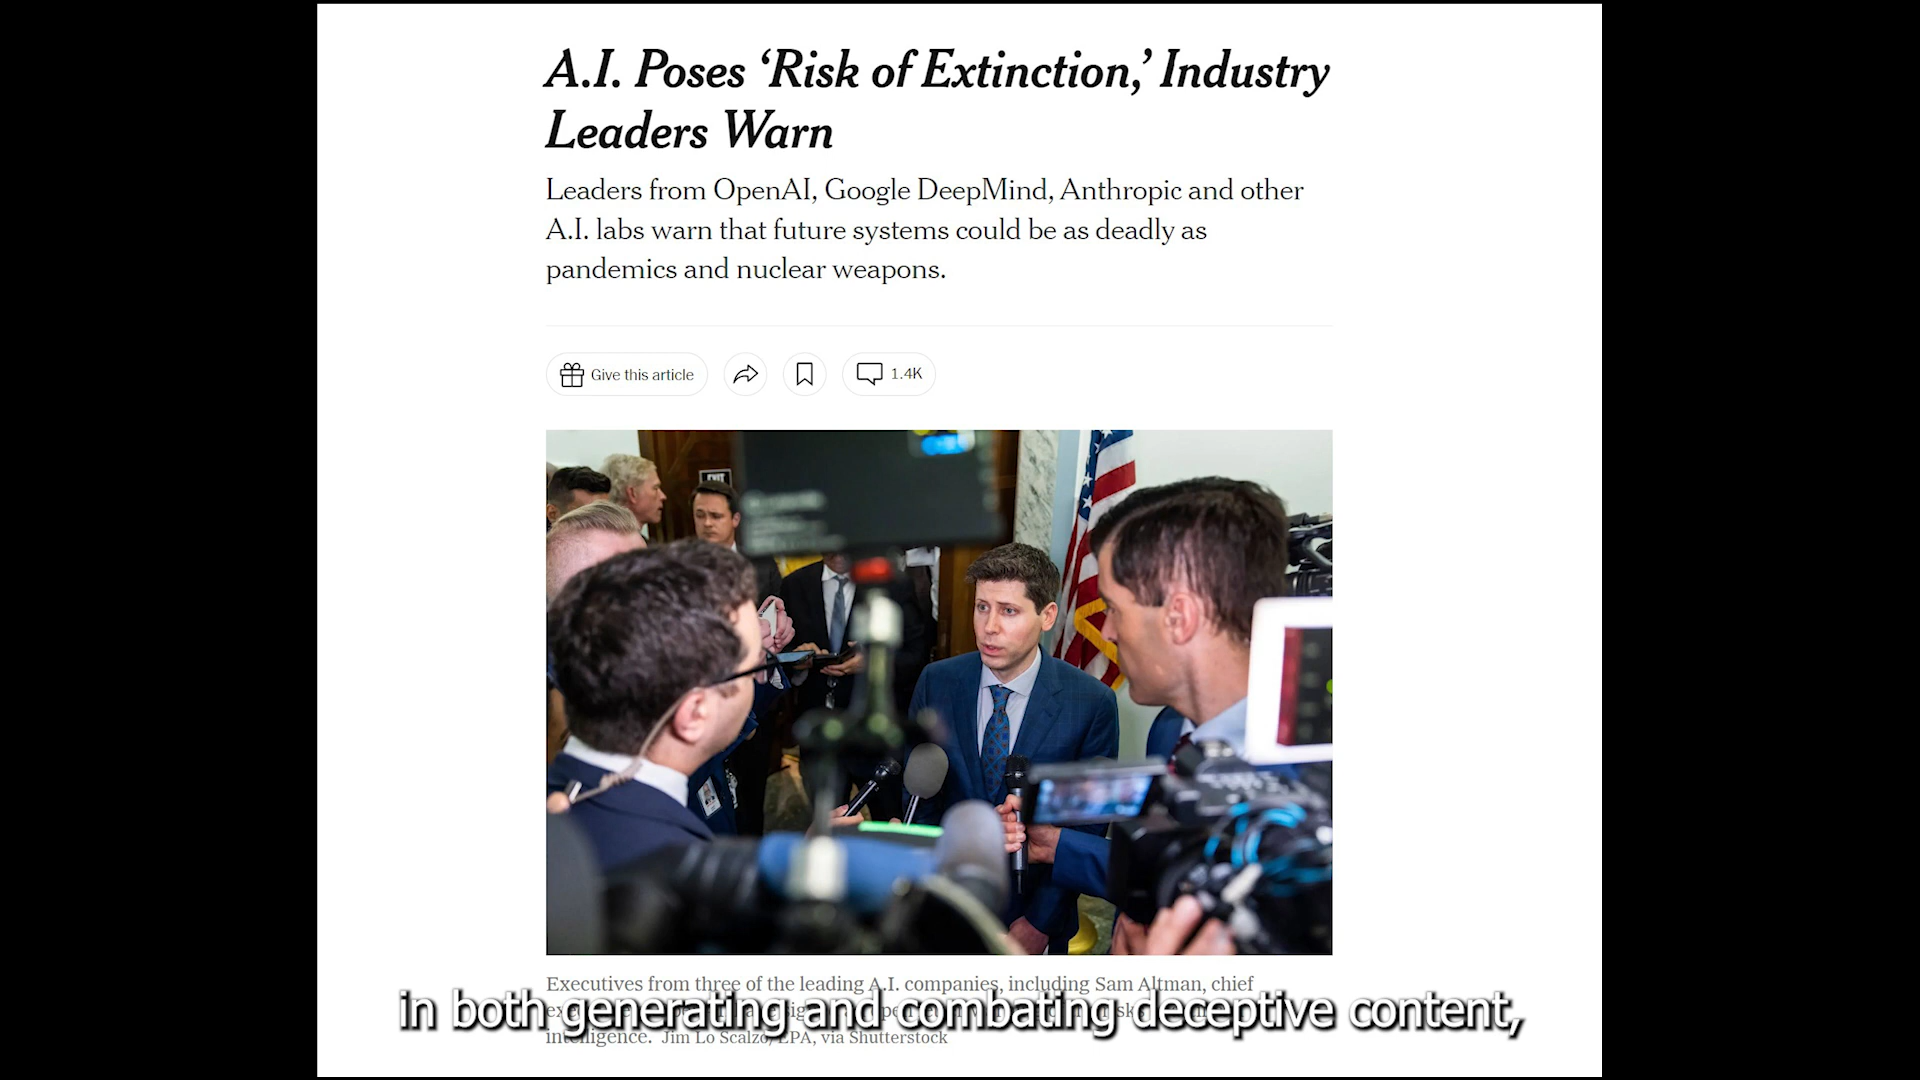 A.I. Poses ‘Risk of Extinction,’ Industry
Leaders Warn
Leaders from OpenAI, Google DeepMind, Anthropic and other
A.I. labs warn that future systems could be as deadly as
pandemics and nuclear weapons.
Give this article
1.4K
EXIT
Executives from three of the leading A.I. companies, including Sam Altman, chief
in both generating and combating deceptive content,
intelligence. Jim Lo Scalzo/EPA, via Shutterstock